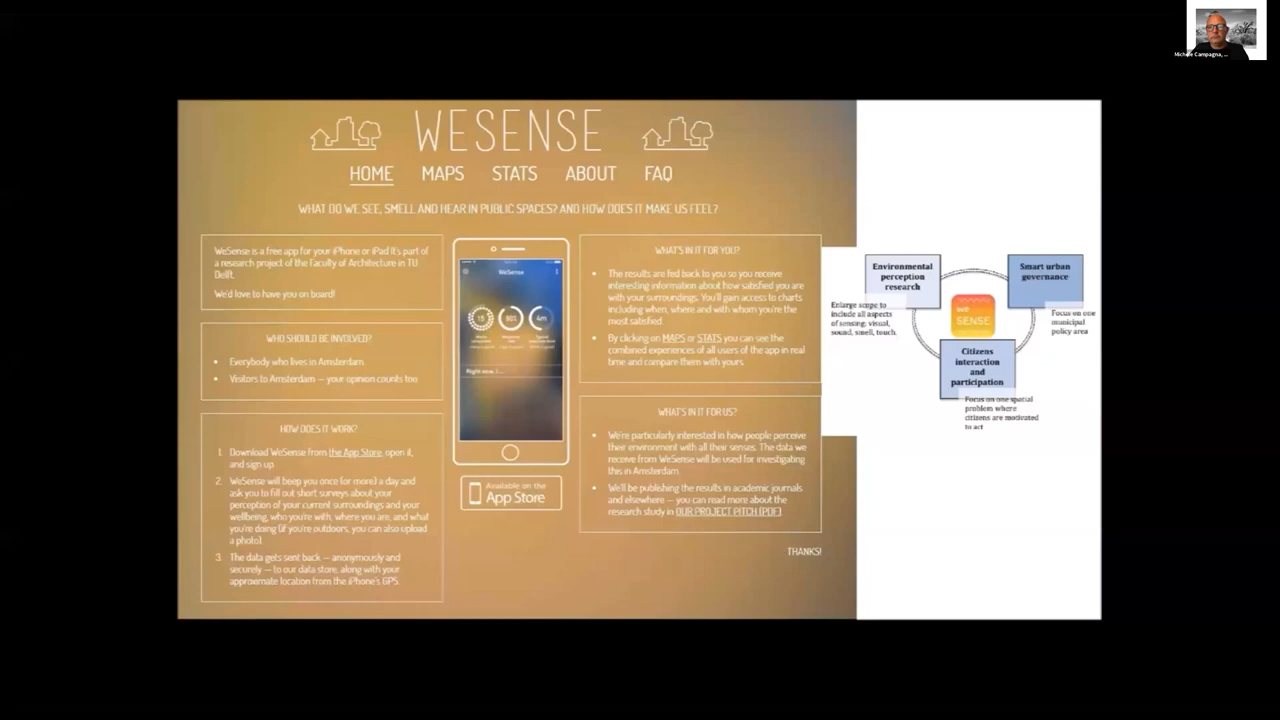 Michele Campagna, ...
WESENSE
HOME MAPS STATS ABOUT FAQ
WHAT DO WE SEE, SMELL AND HEAR IN PUBLIC SPACES? AND HOW DOES IT MAKE US FEEL?
WeSense is a free app for your iPhone or iPad It's part of
a research project of the Faculty of Architecture in TU
Delft.
We'd love to have you on board!
WHO SHOULD BE INVOLVED?
• Everybody who lives in Amsterdam
• Visitors to Amsterdam – your opinion counts too
HOW DOES IT WORK?
1. Download WeSense from the App Store, open it,
and sign up
2. WeSense will beep you once (or more) a day and
ask you to fill out short surveys about your
perception of your current surroundings and your
wellbeing, who you're with, where you are, and what
you're doing (if you're outdoors, you can also upload
a photo).
3. The data gets sent back – anonymously and
securely – to our data store, along with your
approximate location from the iPhone's GPS.
WeSense
15 80% 4m
Right now, I...
Available on the
App Store
WHAT'S IN IT FOR YOU?
• The results are fed back to you so you receive
interesting information about how satisfied you are
with your surroundings. You'll gain access to charts
including when, where and with whom you're the
most satisfied
• By clicking on MAPS or STATS you can see the
combined experiences of all users of the app in real
time and compare them with yours
WHAT'S IN IT FOR US?
• We're particularly interested in how people perceive
their environment with all their senses. The data we
receive from WeSense will be used for investigating
this in Amsterdam
• We'll be publishing the results in academic journals
and elsewhere – you can read more about the
research study in OUR PROJECT PITCH (PDF)
THANKS!
Environmental
perception
research
Enlarge scope to
include all aspects
of sensing: visual,
sound, smell, touch.
Smart urban
governance
Focus on one
municipal
policy area
we
SENSE
Citizens
interaction
and
participation
Focus on one spatial
problem where
citizens are motivated
to act